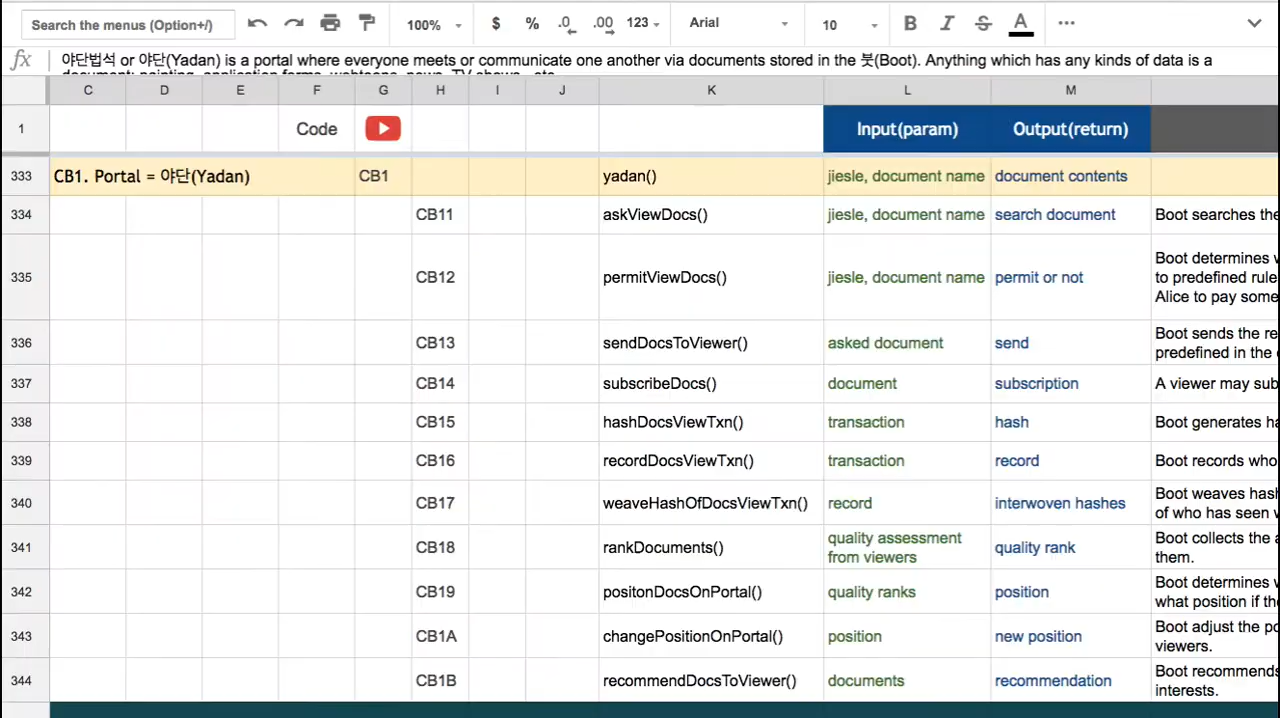 Search the menus (Option+/) 100% $ % .0 .00 123 Arial 10 B I S A
fx 야단법석 or 야단(Yadan) is a portal where everyone meets or communicate one another via documents stored in the 붓(Boot). Anything which has any kinds of data is a
C D E F G H I J K L M
1 Code Input(param) Output(return)
333 CB1. Portal = 야단(Yadan) CB1 yadan() jiesle, document name document contents
334 CB11 askViewDocs() jiesle, document name search document Boot searches the
335 CB12 permitViewDocs() jiesle, document name permit or not Boot determines
to predefined rule
Alice to pay some
336 CB13 sendDocsToViewer() asked document send Boot sends the re
predefined in the
337 CB14 subscribeDocs() document subscription A viewer may sub
338 CB15 hashDocsViewTxn() transaction hash Boot generates ha
339 CB16 recordDocsViewTxn() transaction record Boot records who
340 CB17 weaveHashOfDocsViewTxn() record interwoven hashes Boot weaves hash
of who has seen
341 CB18 rankDocuments() quality assessment
from viewers quality rank Boot collects the a
them.
342 CB19 positonDocsOnPortal() quality ranks position Boot determines
what position if the
343 CB1A changePositionOnPortal() position new position Boot adjust the po
viewers.
344 CB1B recommendDocsToViewer() documents recommendation Boot recommends
interests.